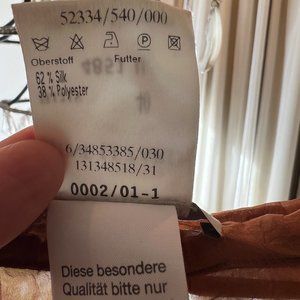 52334/540/000
Oberstoff Futter
62 % Silk
38 % Polyester
6/34853385/030
131348518/31
0002/01-1
Diese besondere
Qualität bitte nur